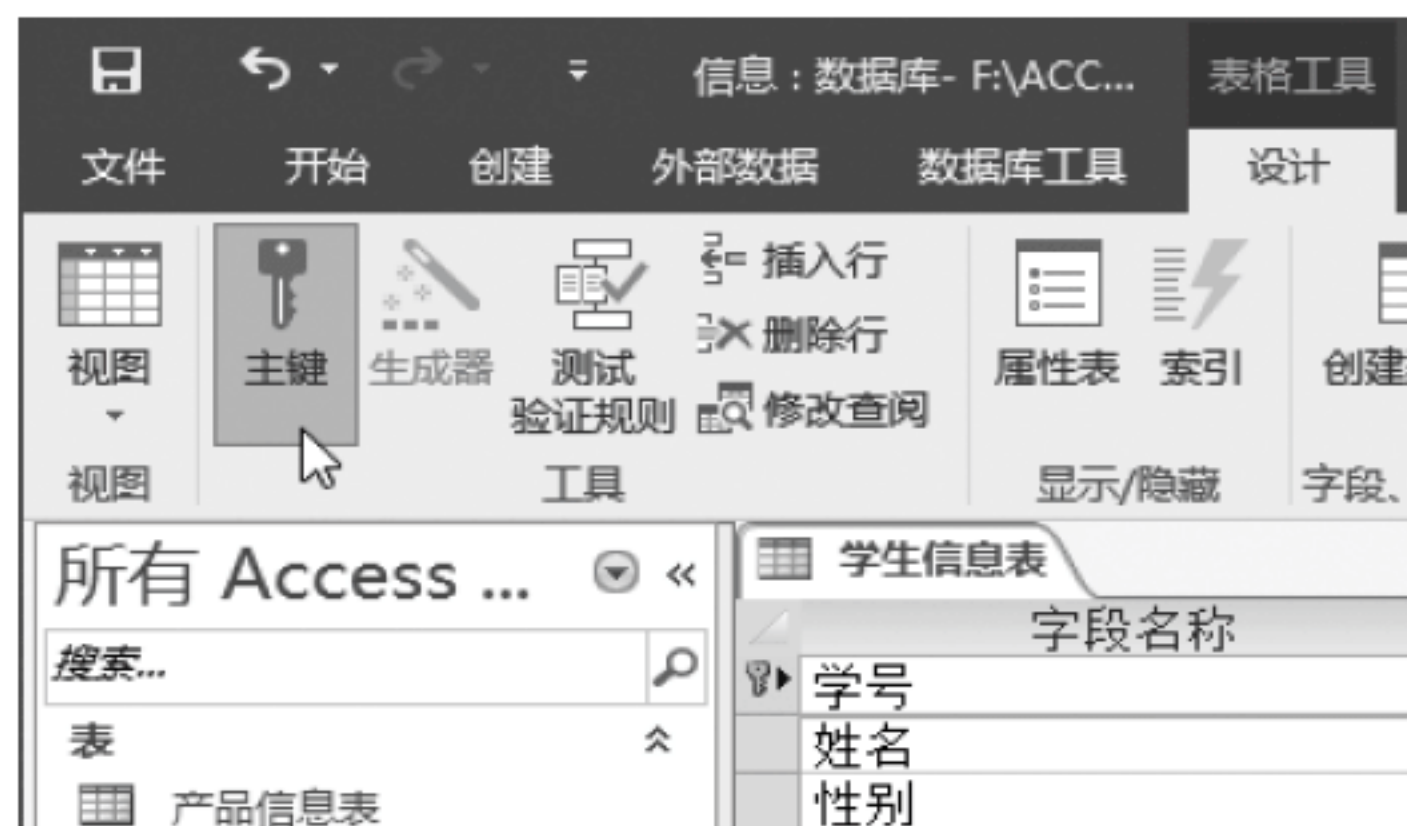 信息 : 数据库- F:\ACC... 表格工具
文件 开始 创建 外部数据 数据库工具 设计
视图 主键 生成器 测试 验证规则
插入行
删除行
修改查阅
属性表 索引 创建
视图 工具 显示/隐藏 字段、
所有 Access ... «
搜索...
表
产品信息表
学生信息表
字段名称
学号
姓名
性别